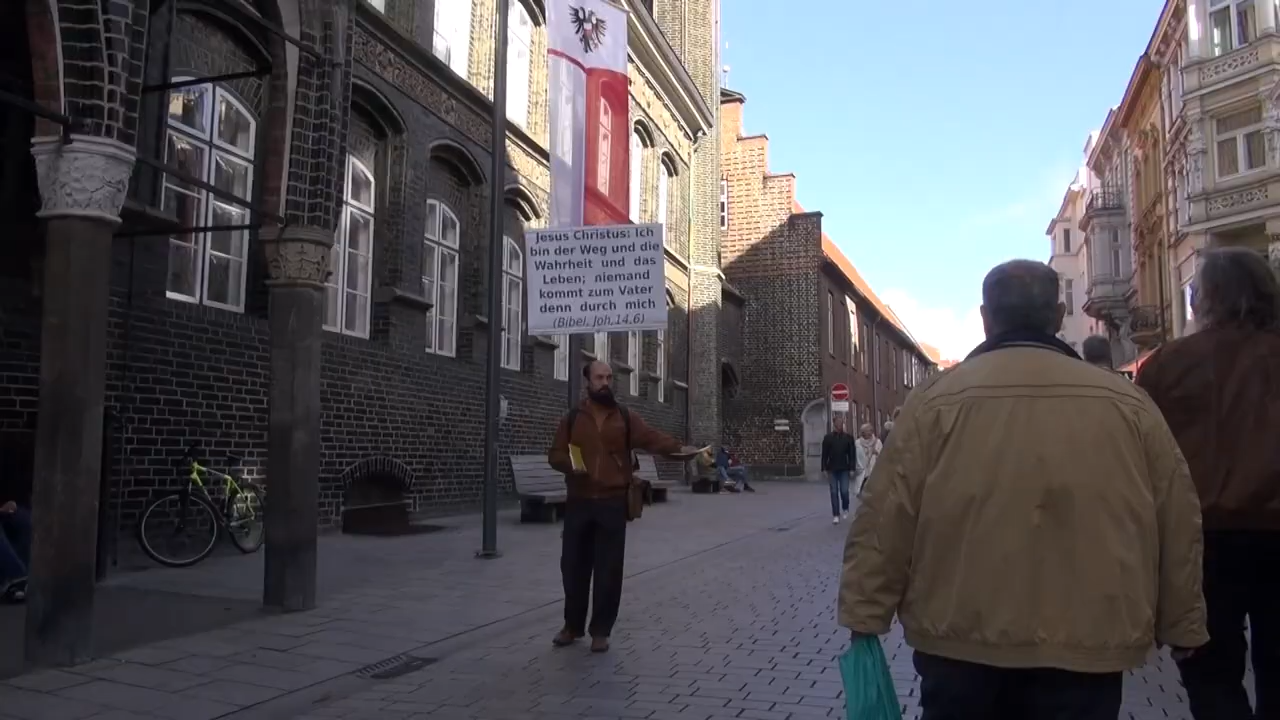 Jesus Christus: Ich
bin der Weg und die
Wahrheit und das
Leben; niemand
kommt zum Vater
denn durch mich
(Bibel, Joh.14,6)